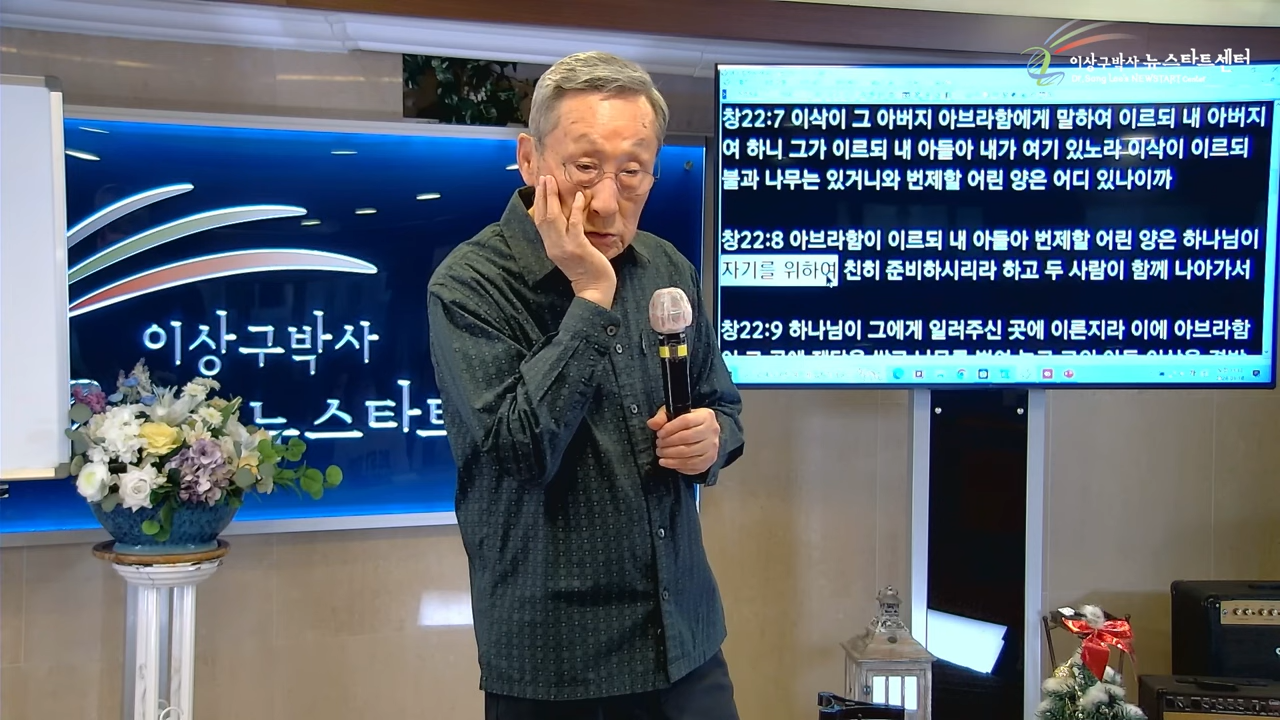 이상구박사 뉴스타트센터
Dr. Sang Lee's NEWSTART Center
창22:7 이삭이 그 아버지 아브라함에게 말하여 이르되 내 아버지
여 하니 그가 이르되 내 아들아 내가 여기 있노라 이삭이 이르되
불과 나무는 있거니와 번제할 어린 양은 어디 있나이까
창22:8 아브라함이 이르되 내 아들아 번제할 어린 양은 하나님이
자기를 위하여 친히 준비하시리라 하고 두 사람이 함께 나아가서
창22:9 하나님이 그에게 일러주신 곳에 이른지라 이에 아브라함
이상구박사
뉴스타트